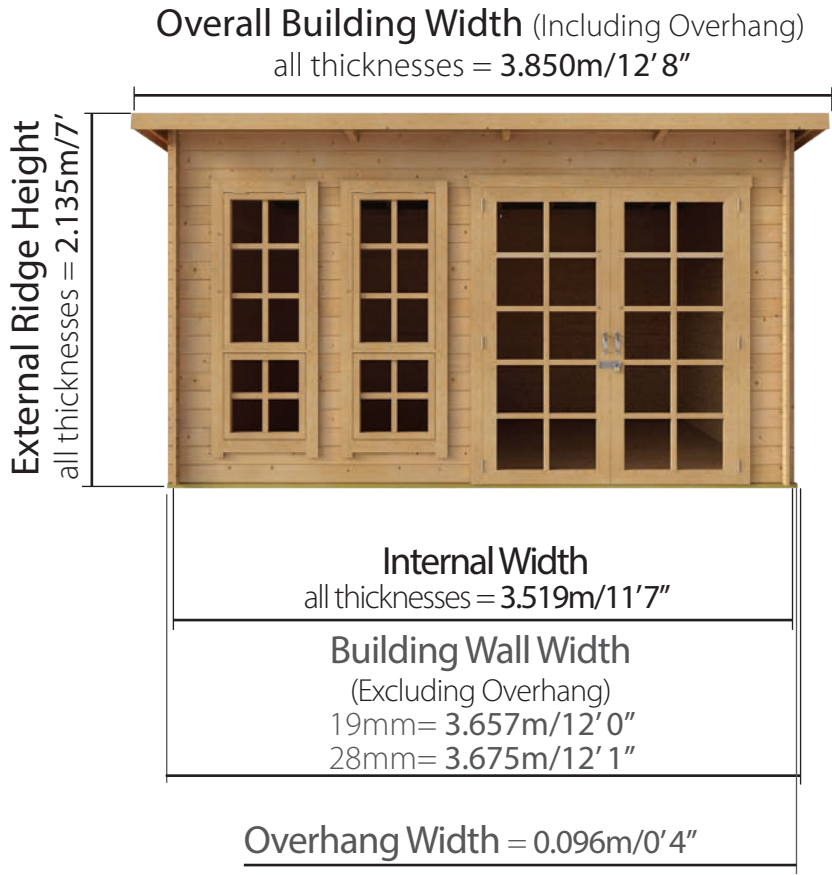 Overall Building Width (Including Overhang)
all thicknesses = 3.850m/12’8”
External Ridge Height
all thicknesses = 2.135m/7’
Internal Width
all thicknesses = 3.519m/11’7”
Building Wall Width
(Excluding Overhang)
19mm= 3.657m/12’0”
28mm= 3.675m/12’1”
Overhang Width = 0.096m/0’4”